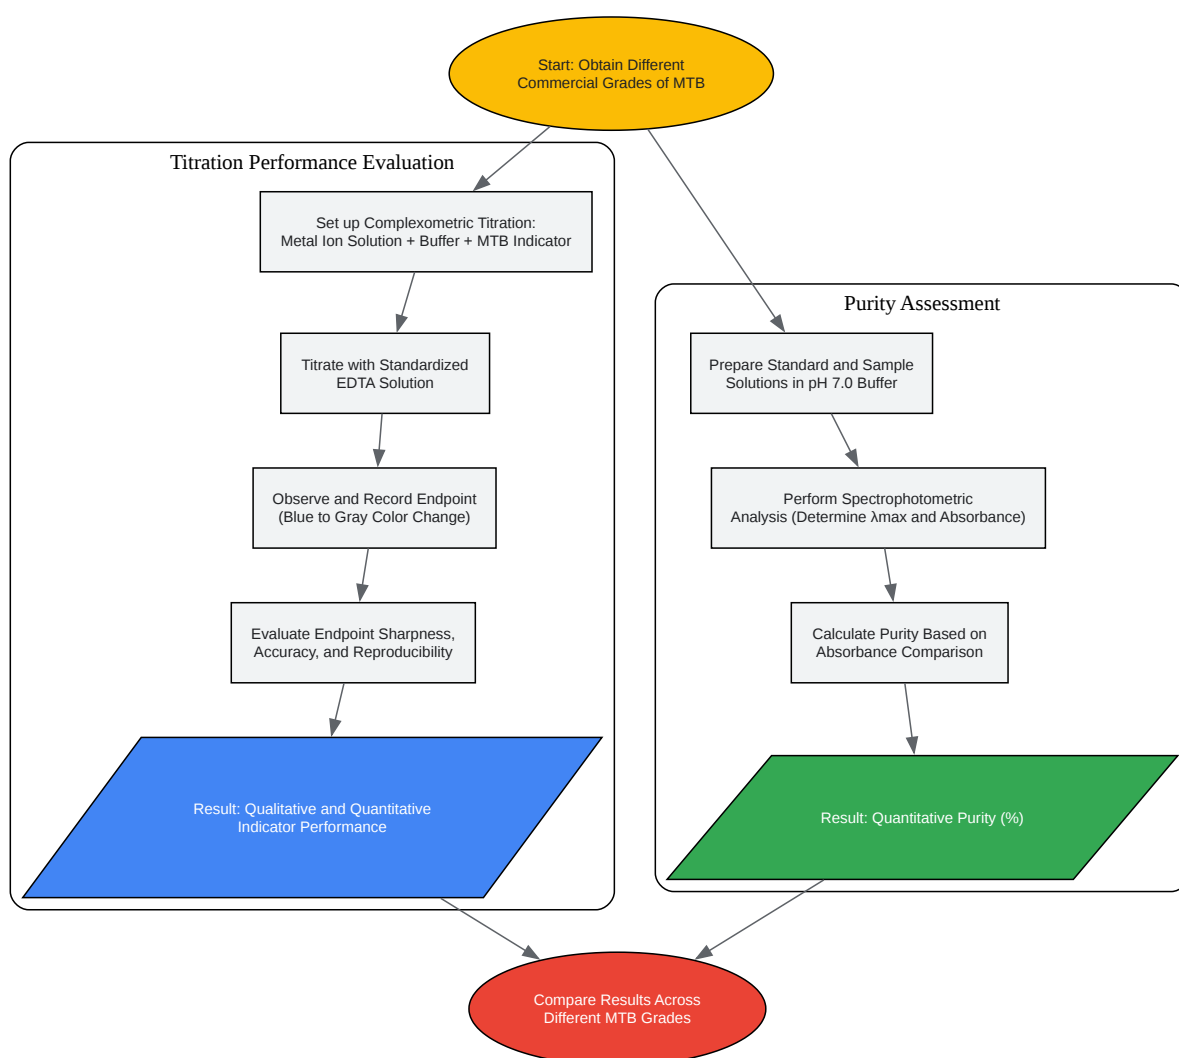 Start: Obtain Different
Commercial Grades of MTB
Titration Performance Evaluation
Set up Complexometric Titration:
Metal Ion Solution + Buffer + MTB Indicator
Titrate with Standardized
EDTA Solution
Observe and Record Endpoint
(Blue to Gray Color Change)
Evaluate Endpoint Sharpness,
Accuracy, and Reproducibility
Result: Qualitative and Quantitative
Indicator Performance
Purity Assessment
Prepare Standard and Sample
Solutions in pH 7.0 Buffer
Perform Spectrophotometric
Analysis (Determine λmax and Absorbance)
Calculate Purity Based on
Absorbance Comparison
Result: Quantitative Purity (%)
Compare Results Across
Different MTB Grades